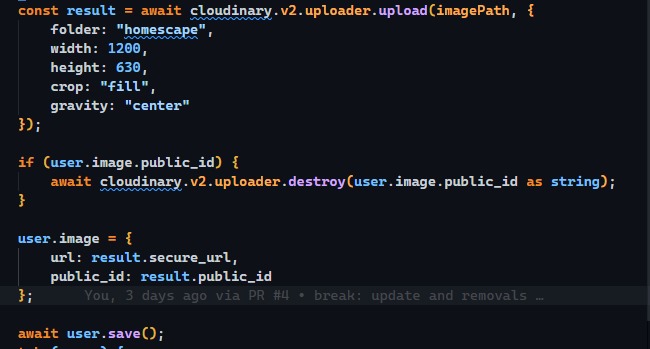 const result = await cloudinary.v2.uploader.upload(imagePath, {
    folder: "homescape",
    width: 1200,
    height: 630,
    crop: "fill",
    gravity: "center"
});

if (user.image.public_id) {
    await cloudinary.v2.uploader.destroy(user.image.public_id as string);
}

user.image = {
    url: result.secure_url,
    public_id: result.public_id
};      You, 3 days ago via PR #4 • break: update and removals …

await user.save();